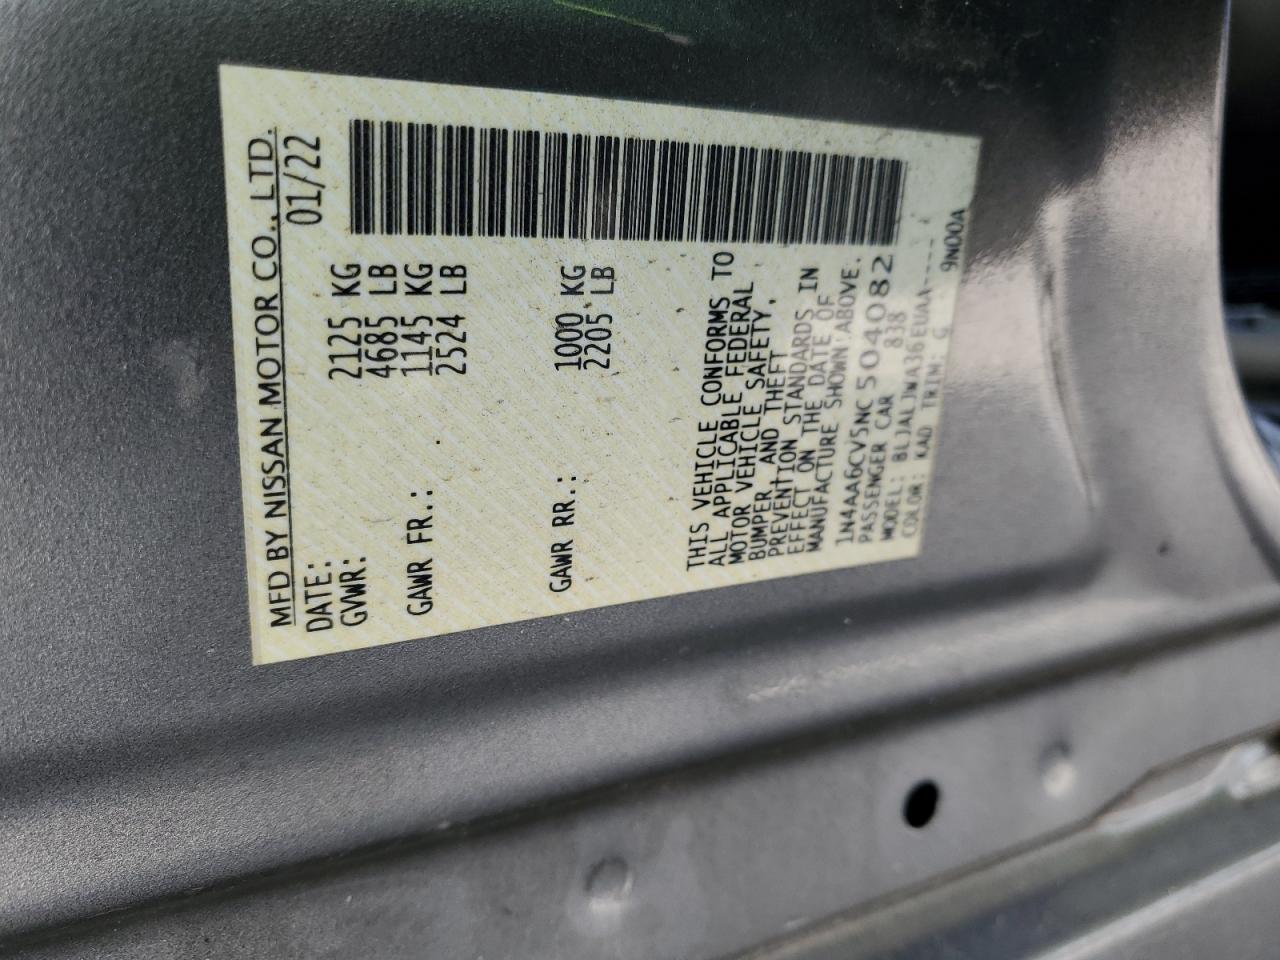 MFD BY NISSAN MOTOR CO., LTD.
DATE: 01/22
GVWR: 2125 KG
4685 LB
GAWR FR.: 1145 KG
2524 LB
GAWR RR.: 1000 KG
2205 LB
THIS VEHICLE CONFORMS TO
ALL APPLICABLE FEDERAL
MOTOR VEHICLE SAFETY,
BUMPER, AND THEFT
PREVENTION STANDARDS IN
EFFECT ON THE DATE OF
MANUFACTURE SHOWN ABOVE.
1N4AA6CV5NC504082
PASSENGER CAR 838
MODEL: BLJALJWA36EUAA----
COLOR: KAD TRIM: G 9N00A